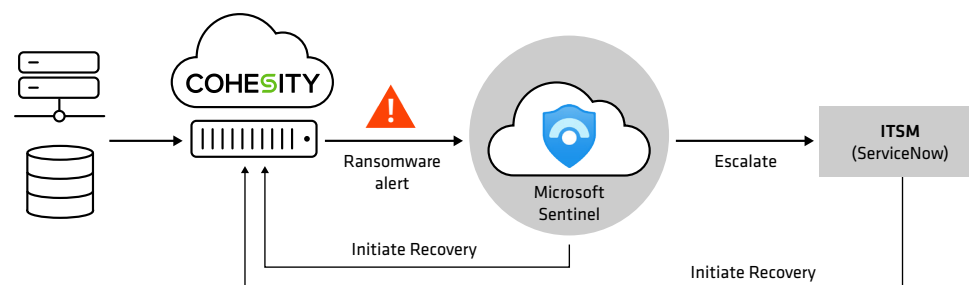 COHESITY
Ransomware
alert
Microsoft
Sentinel
Escalate
ITSM
(ServiceNow)
Initiate Recovery
Initiate Recovery